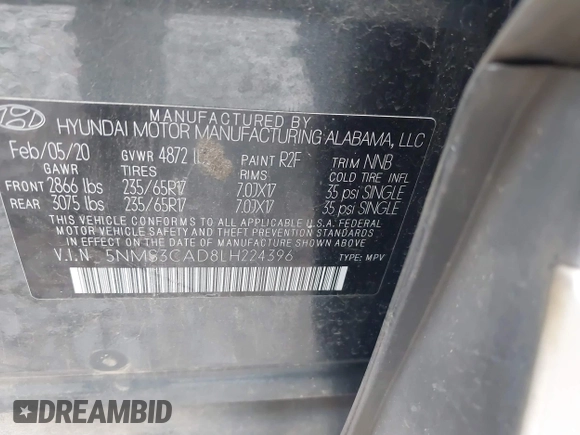 MANUFACTURED BY
HYUNDAI MOTOR MANUFACTURING ALABAMA, LLC
Feb/05/20 GVWR 4872 PAINT R2F TRIM NNB
GAWR TIRES RIMS COLD TIRE INFL
FRONT 2866 lbs 235/65R17 7.0JX17 35 psi SINGLE
REAR 3075 lbs 235/65R17 7.0JX17 35 psi SINGLE
THIS VEHICLE CONFORMS TO ALL APPLICABLE U.S.A FEDERAL
MOTOR VEHICLE SAFETY AND THEFT PREVENTION STANDARDS
IN EFFECT ON THE DATE OF MANUFACTURE SHOWN ABOVE.
V.I.N 5NMS3CAD8LH224396 TYPE: MPV
DREAMBID